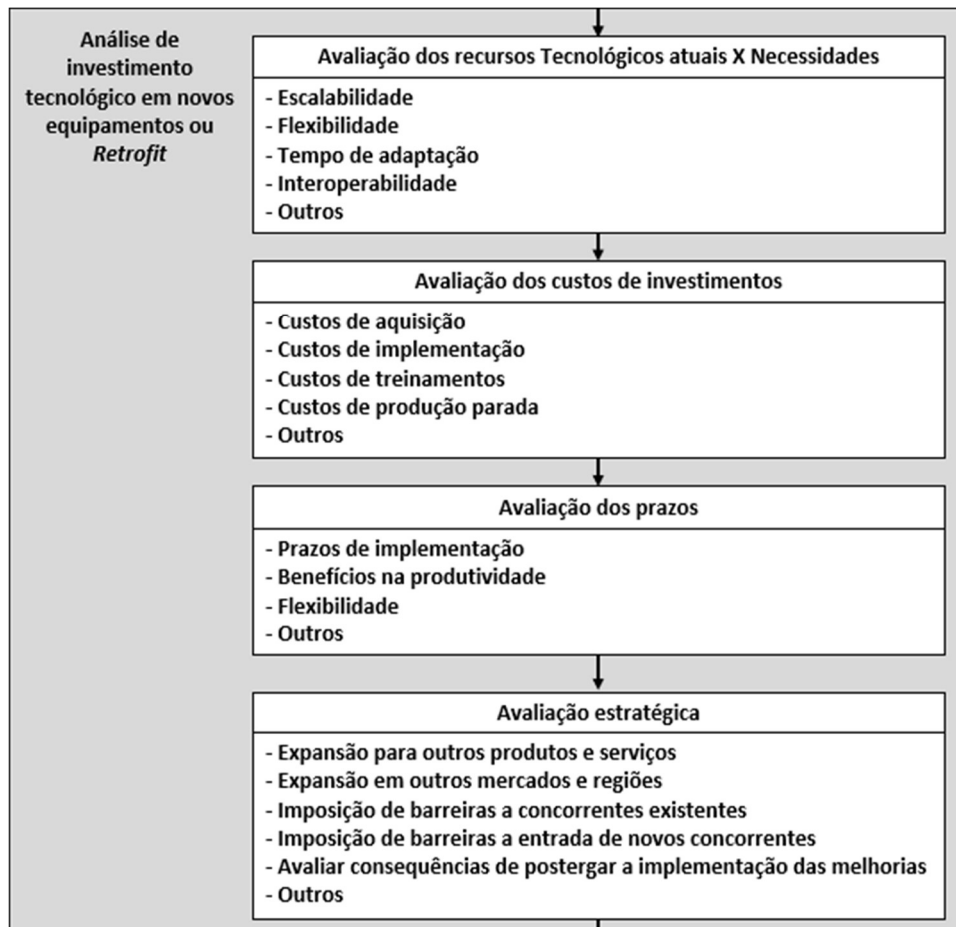 Análise de
investimento
tecnológico em novos
equipamentos ou
Retrofit
Avaliação dos recursos Tecnológicos atuais X Necessidades
- Escalabilidade
- Flexibilidade
- Tempo de adaptação
- Interoperabilidade
- Outros
Avaliação dos custos de investimentos
- Custos de aquisição
- Custos de implementação
- Custos de treinamentos
- Custos de produção parada
- Outros
Avaliação dos prazos
- Prazos de implementação
- Benefícios na produtividade
- Flexibilidade
- Outros
Avaliação estratégica
- Expansão para outros produtos e serviços
- Expansão em outros mercados e regiões
- Imposição de barreiras a concorrentes existentes
- Imposição de barreiras a entrada de novos concorrentes
- Avaliar consequências de postergar a implementação das melhorias
- Outros